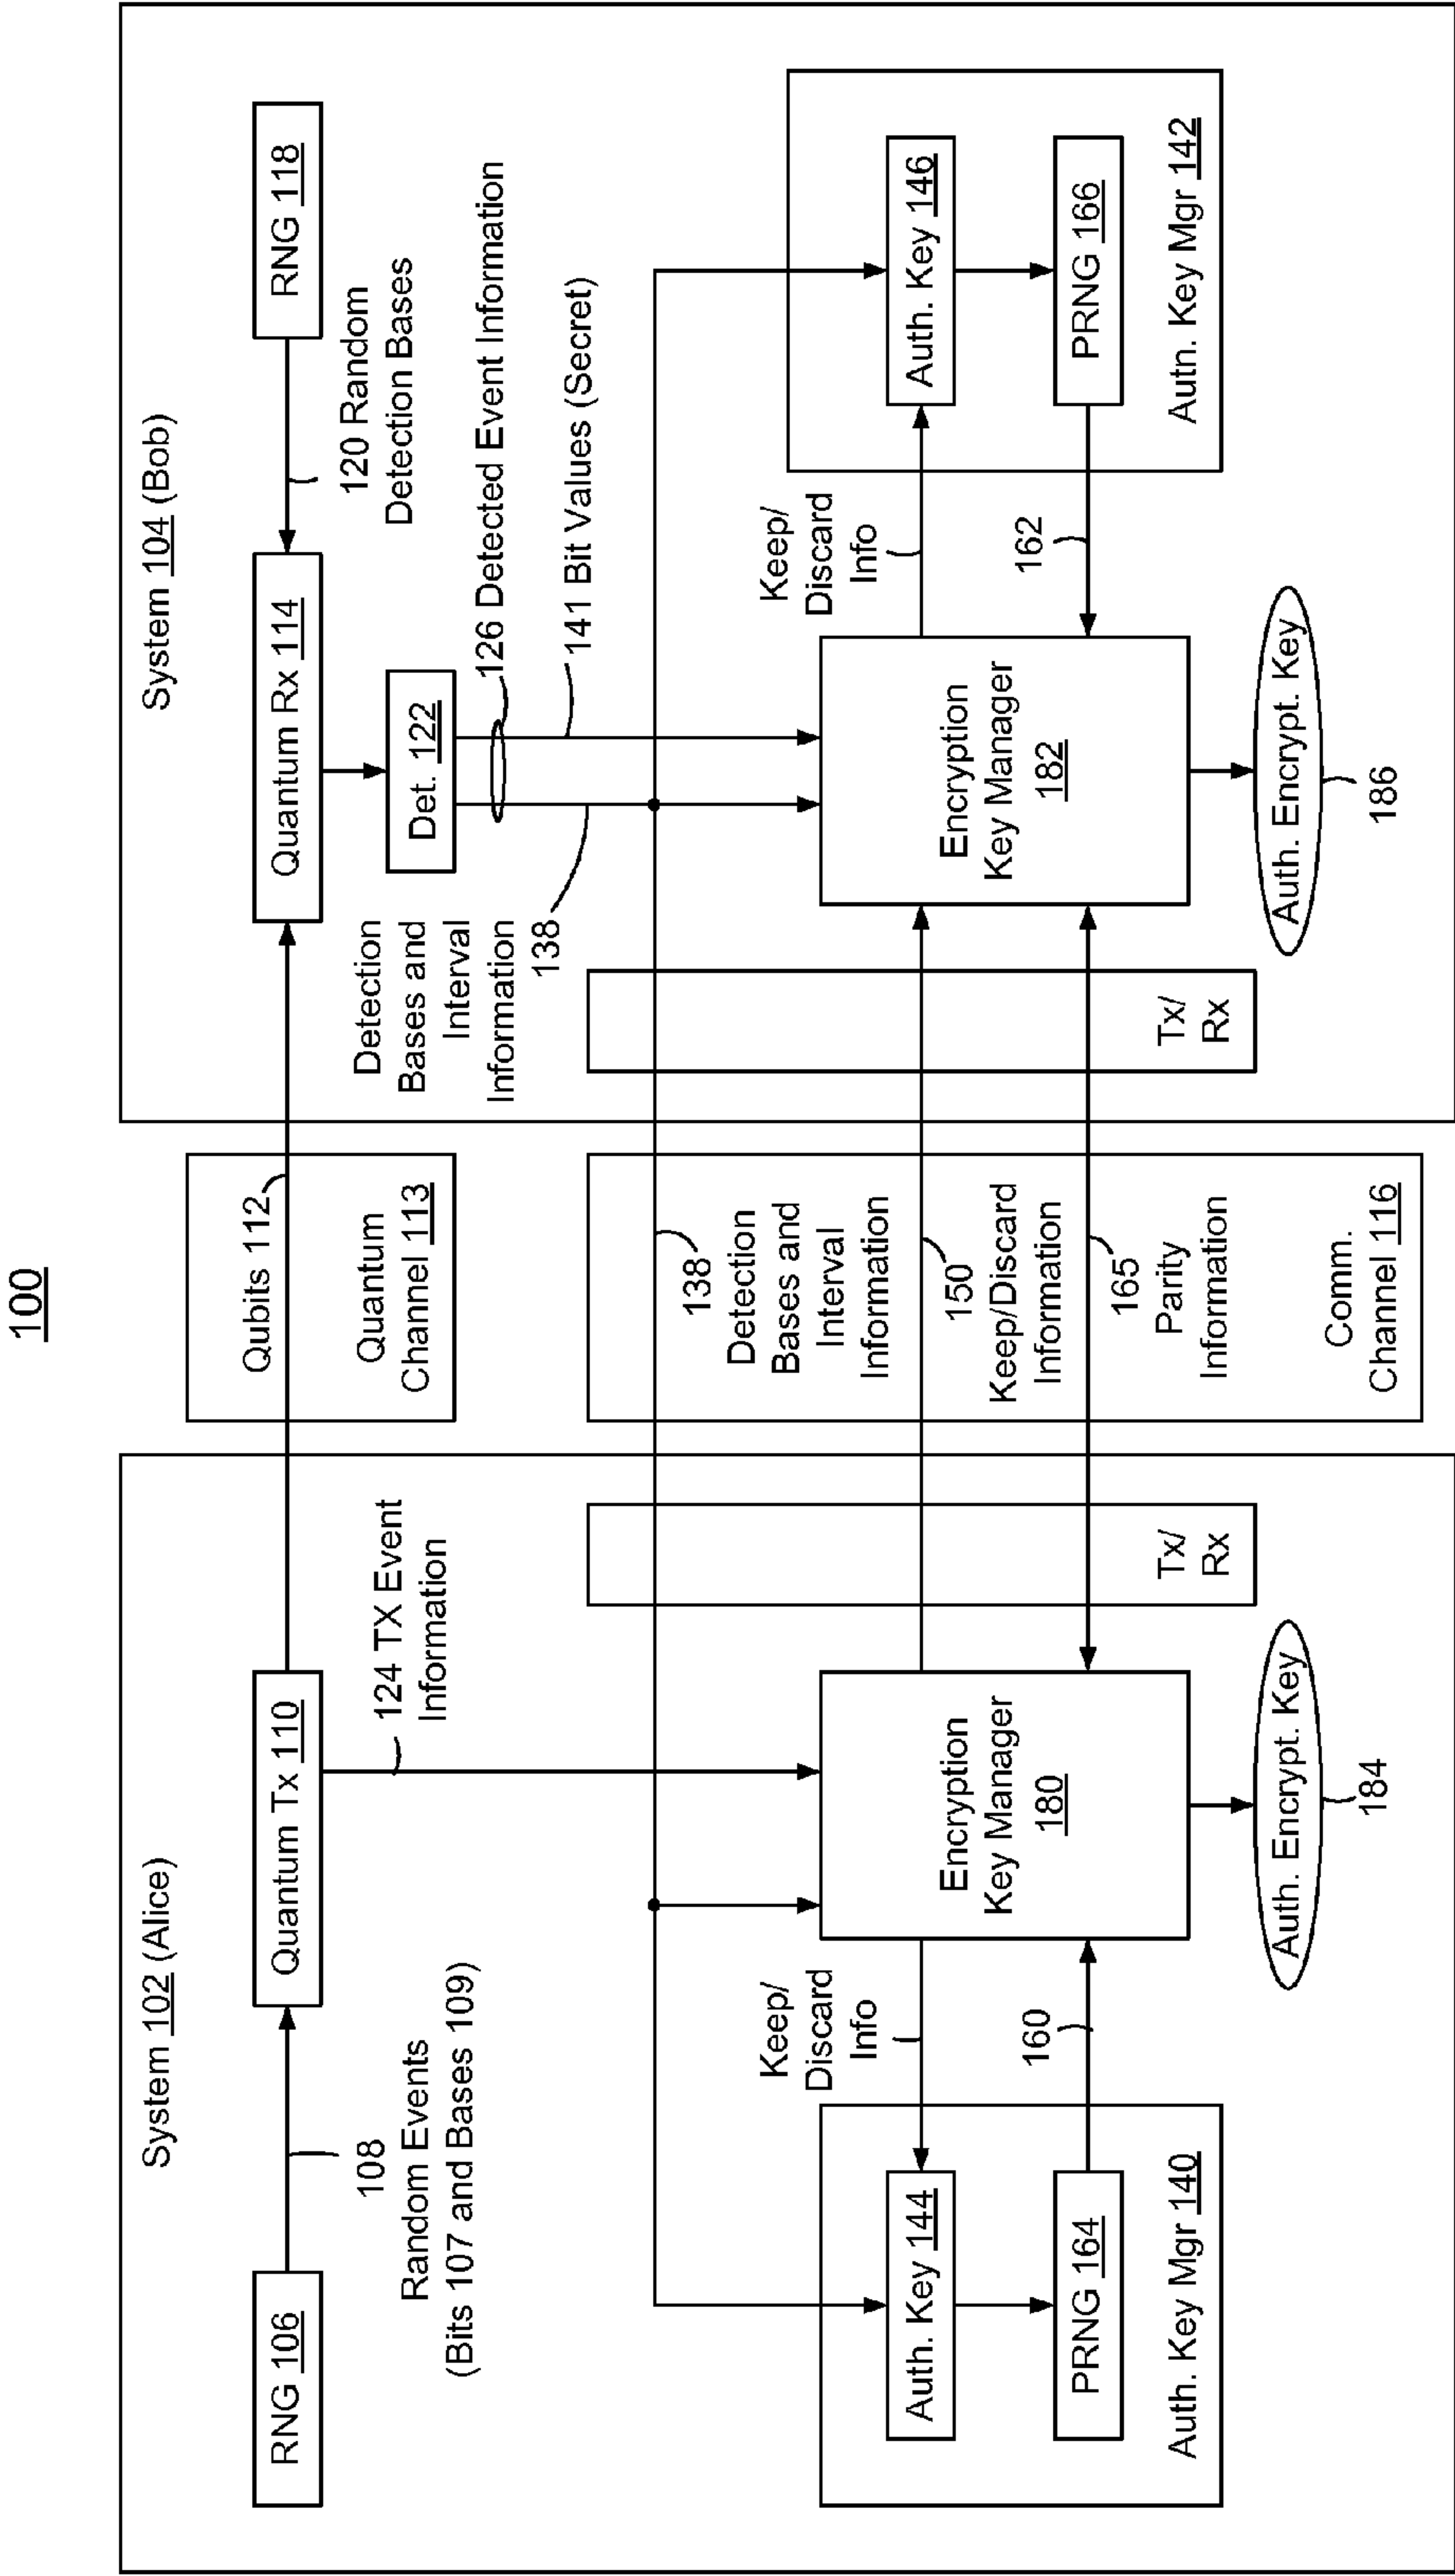 100
System 102 (Alice)
RNG 106
108
Random Events
(Bits 107 and Bases 109)
Quantum Tx 110
124 TX Event
Information
Qubits 112
Quantum
Channel 113
System 104 (Bob)
Quantum Rx 114
RNG 118
120 Random
Detection Bases
Det. 122
126 Detected Event Information
141 Bit Values (Secret)
Detection
Bases and
Interval
Information
138
Auth. Key 144
PRNG 164
Auth. Key Mgr 140
Keep/
Discard
Info
160
Encryption
Key Manager
180
Auth. Encrypt. Key
184
Tx/
Rx
138
Detection
Bases and
Interval
Information
150
Keep/Discard
Information
165
Parity
Information
Comm.
Channel 116
Tx/
Rx
Encryption
Key Manager
182
Auth. Encrypt. Key
186
Keep/
Discard
Info
162
Auth. Key 146
PRNG 166
Autn. Key Mgr 142